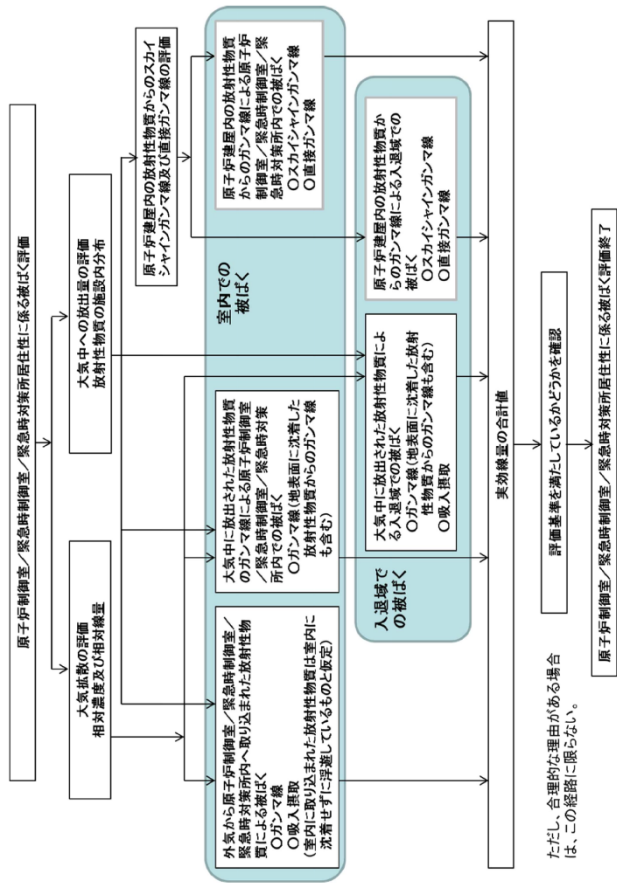 原子炉制御室/緊急時制御室/緊急時対策所居住性に係る被ばく評価
大気拡散の評価
相対濃度及び相対線量
大気中への放出量の評価
放射性物質の施設内分布
原子炉建屋内の放射性物質からのスカイ
シャインガンマ線及び直接ガンマ線の評価
室内での
被ばく
外気から原子炉制御室/緊急時制御室/
緊急時対策所内へ取り込まれた放射性物
質による被ばく
○ガンマ線
○吸入摂取
(室内に取り込まれた放射性物質は室内に
沈着せずに浮遊しているものと仮定)
大気中に放出された放射性物質
のガンマ線による原子炉制御室
/緊急時制御室/緊急時対策
所内での被ばく
○ガンマ線(地表面に沈着した
放射性物質からのガンマ線
も含む)
原子炉建屋内の放射性物質
からのガンマ線による原子炉
制御室/緊急時制御室/緊
急時対策所内での被ばく
○スカイシャインガンマ線
○直接ガンマ線
入退域で
の被ばく
大気中に放出された放射性物質によ
る入退域での被ばく
○ガンマ線(地表面に沈着した放射
性物質からのガンマ線も含む)
○吸入摂取
原子炉建屋内の放射性物質か
らのガンマ線による入退域での
被ばく
○スカイシャインガンマ線
○直接ガンマ線
実効線量の合計値
評価基準を満たしているかどうかを確認
原子炉制御室/緊急時制御室/緊急時対策所居住性に係る被ばく評価終了
ただし、合理的な理由がある場合
は、この経路に限らない。